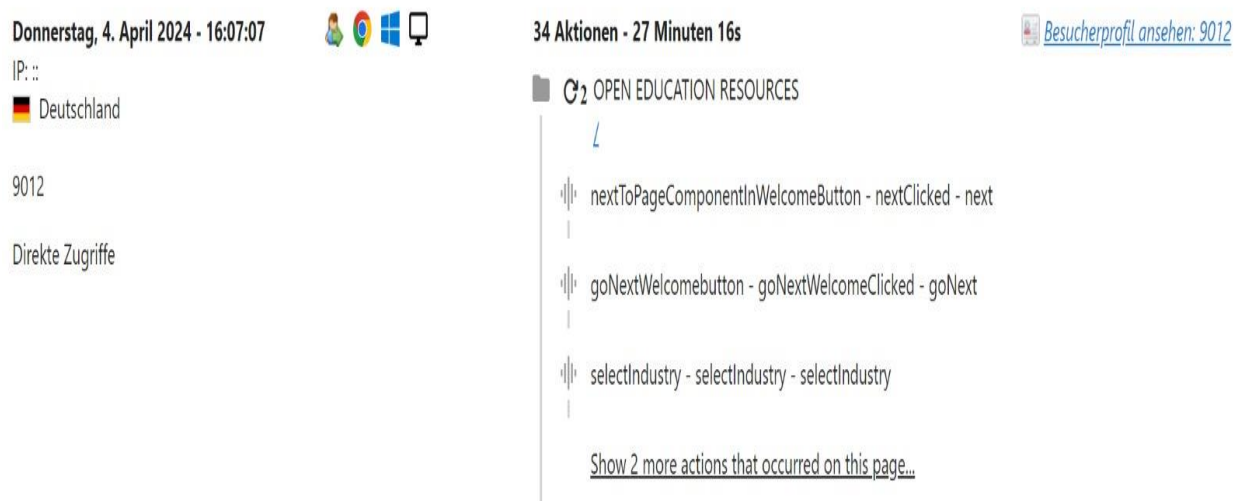 Donnerstag, 4. April 2024 - 16:07:07
IP: ::
Deutschland
9012
Direkte Zugriffe
34 Aktionen - 27 Minuten 16s
Besucherprofil ansehen: 9012
2 OPEN EDUCATION RESOURCES
/
nextToPageComponentInWelcomeButton - nextClicked - next
goNextWelcomebutton - goNextWelcomeClicked - goNext
selectIndustry - selectIndustry - selectIndustry
Show 2 more actions that occurred on this page...